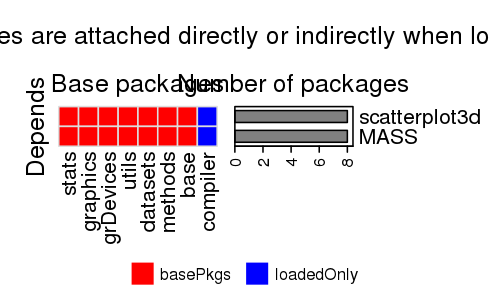 es are attached directly or indirectly when lo
Base packages
Number of packages
Depends
scatterplot3d
MASS
stats
graphics
grDevices
utils
datasets
methods
base
compiler
0 2 4 6 8
basePkgs loadedOnly